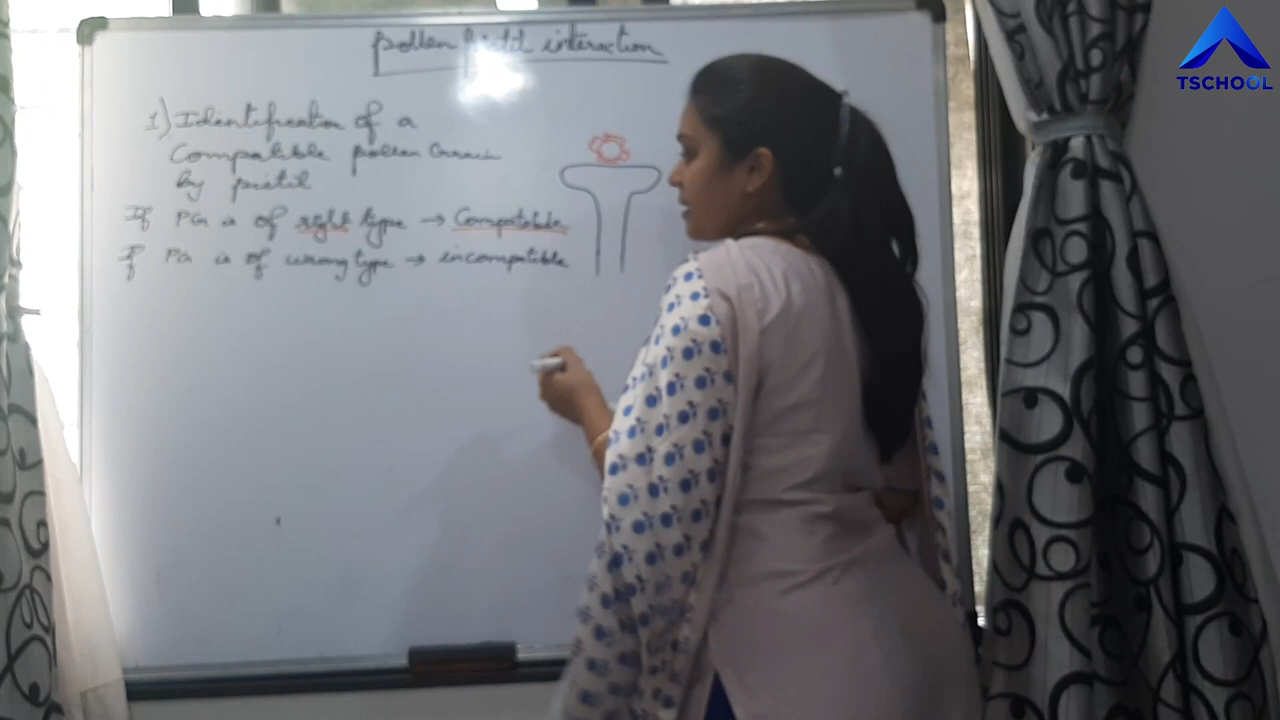 pollen pistil interaction
1) Identification of a
Compatible pollen Grain
by pistil
If PG is of right type → Compatible
If PG is of wrong type → incompatible
TSCHOOL